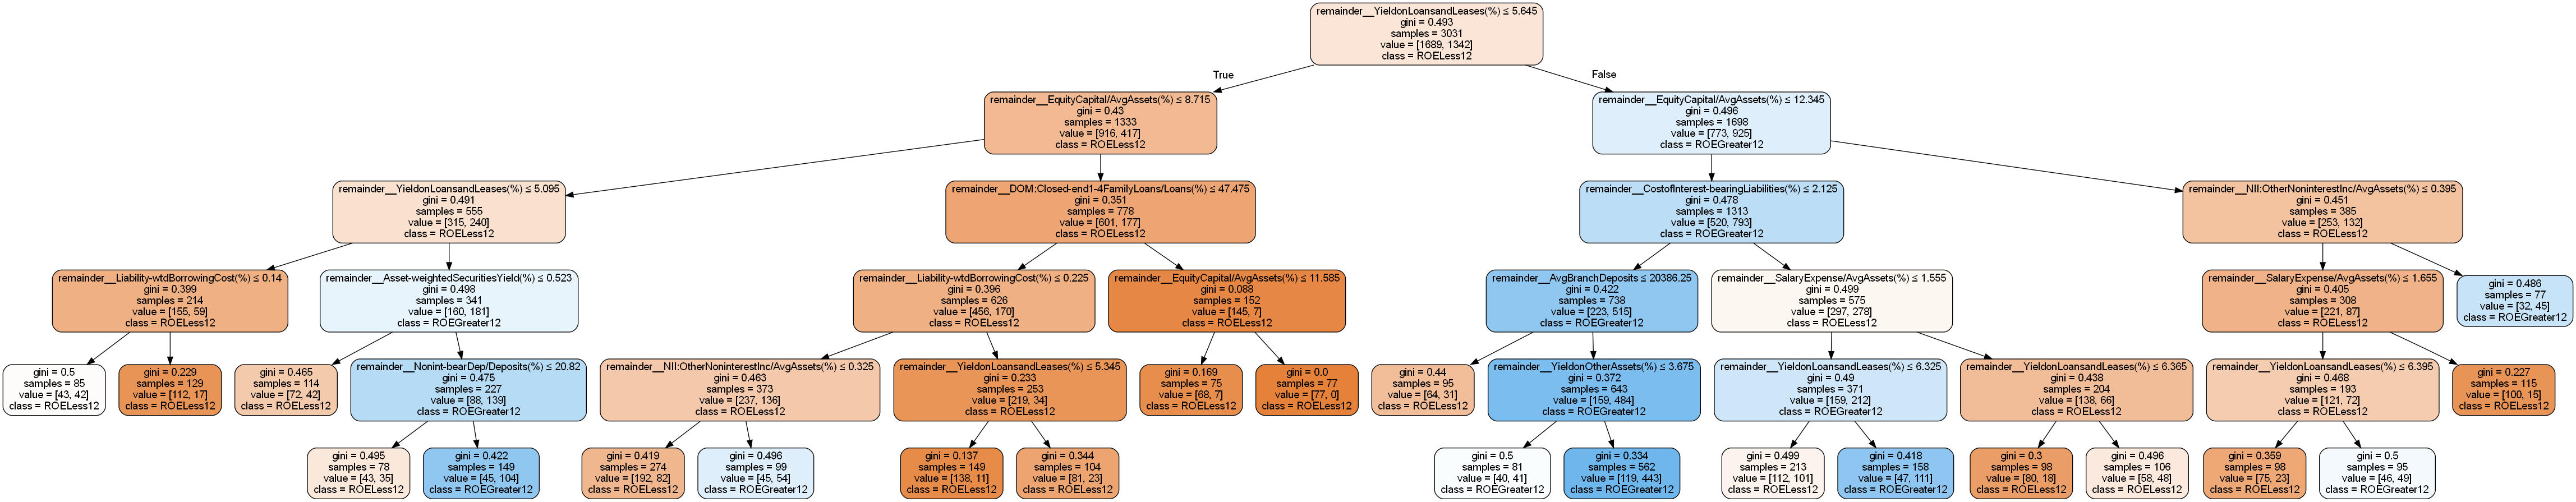 remainder__YieldonLoansandLeases(%) ≤ 5.645
gini = 0.493
samples = 3031
value = [1689, 1342]
class = ROELess12
True
False
remainder__EquityCapital/AvgAssets(%) ≤ 8.715
gini = 0.43
samples = 1333
value = [916, 417]
class = ROELess12
remainder__EquityCapital/AvgAssets(%) ≤ 12.345
gini = 0.496
samples = 1698
value = [773, 925]
class = ROEGreater12
remainder__YieldonLoansandLeases(%) ≤ 5.095
gini = 0.491
samples = 555
value = [315, 240]
class = ROELess12
remainder__DOM:Closed-end1-4FamilyLoans/Loans(%) ≤ 47.475
gini = 0.351
samples = 778
value = [601, 177]
class = ROELess12
remainder__CostofInterest-bearingLiabilities(%) ≤ 2.125
gini = 0.478
samples = 1313
value = [520, 793]
class = ROEGreater12
remainder__NII:OtherNoninterestInc/AvgAssets(%) ≤ 0.395
gini = 0.451
samples = 385
value = [253, 132]
class = ROELess12
remainder__Liability-wtdBorrowingCost(%) ≤ 0.14
gini = 0.399
samples = 214
value = [155, 59]
class = ROELess12
remainder__Asset-weightedSecuritiesYield(%) ≤ 0.523
gini = 0.498
samples = 341
value = [160, 181]
class = ROEGreater12
remainder__Liability-wtdBorrowingCost(%) ≤ 0.225
gini = 0.396
samples = 626
value = [456, 170]
class = ROELess12
remainder__EquityCapital/AvgAssets(%) ≤ 11.585
gini = 0.088
samples = 152
value = [145, 7]
class = ROELess12
remainder__AvgBranchDeposits ≤ 20386.25
gini = 0.422
samples = 738
value = [223, 515]
class = ROEGreater12
remainder__SalaryExpense/AvgAssets(%) ≤ 1.555
gini = 0.499
samples = 575
value = [297, 278]
class = ROELess12
remainder__SalaryExpense/AvgAssets(%) ≤ 1.655
gini = 0.405
samples = 308
value = [221, 87]
class = ROELess12
gini = 0.486
samples = 77
value = [32, 45]
class = ROEGreater12
gini = 0.5
samples = 85
value = [43, 42]
class = ROELess12
gini = 0.229
samples = 129
value = [112, 17]
class = ROELess12
gini = 0.465
samples = 114
value = [72, 42]
class = ROELess12
remainder__Nonint-bearDep/Deposits(%) ≤ 20.82
gini = 0.475
samples = 227
value = [88, 139]
class = ROEGreater12
remainder__NII:OtherNoninterestInc/AvgAssets(%) ≤ 0.325
gini = 0.463
samples = 373
value = [237, 136]
class = ROELess12
remainder__YieldonLoansandLeases(%) ≤ 5.345
gini = 0.233
samples = 253
value = [219, 34]
class = ROELess12
gini = 0.169
samples = 75
value = [68, 7]
class = ROELess12
gini = 0.0
samples = 77
value = [77, 0]
class = ROELess12
gini = 0.44
samples = 95
value = [64, 31]
class = ROELess12
remainder__YieldonOtherAssets(%) ≤ 3.675
gini = 0.372
samples = 643
value = [159, 484]
class = ROEGreater12
remainder__YieldonLoansandLeases(%) ≤ 6.325
gini = 0.49
samples = 371
value = [159, 212]
class = ROEGreater12
remainder__YieldonLoansandLeases(%) ≤ 6.365
gini = 0.438
samples = 204
value = [138, 66]
class = ROELess12
remainder__YieldonLoansandLeases(%) ≤ 6.395
gini = 0.468
samples = 193
value = [121, 72]
class = ROELess12
gini = 0.227
samples = 115
value = [100, 15]
class = ROELess12
gini = 0.495
samples = 78
value = [43, 35]
class = ROELess12
gini = 0.422
samples = 149
value = [45, 104]
class = ROEGreater12
gini = 0.419
samples = 274
value = [192, 82]
class = ROELess12
gini = 0.496
samples = 99
value = [45, 54]
class = ROEGreater12
gini = 0.137
samples = 149
value = [138, 11]
class = ROELess12
gini = 0.344
samples = 104
value = [81, 23]
class = ROELess12
gini = 0.5
samples = 81
value = [40, 41]
class = ROEGreater12
gini = 0.334
samples = 562
value = [119, 443]
class = ROEGreater12
gini = 0.499
samples = 213
value = [112, 101]
class = ROELess12
gini = 0.418
samples = 158
value = [47, 111]
class = ROEGreater12
gini = 0.3
samples = 98
value = [80, 18]
class = ROELess12
gini = 0.496
samples = 106
value = [58, 48]
class = ROELess12
gini = 0.359
samples = 98
value = [75, 23]
class = ROELess12
gini = 0.5
samples = 95
value = [46, 49]
class = ROEGreater12